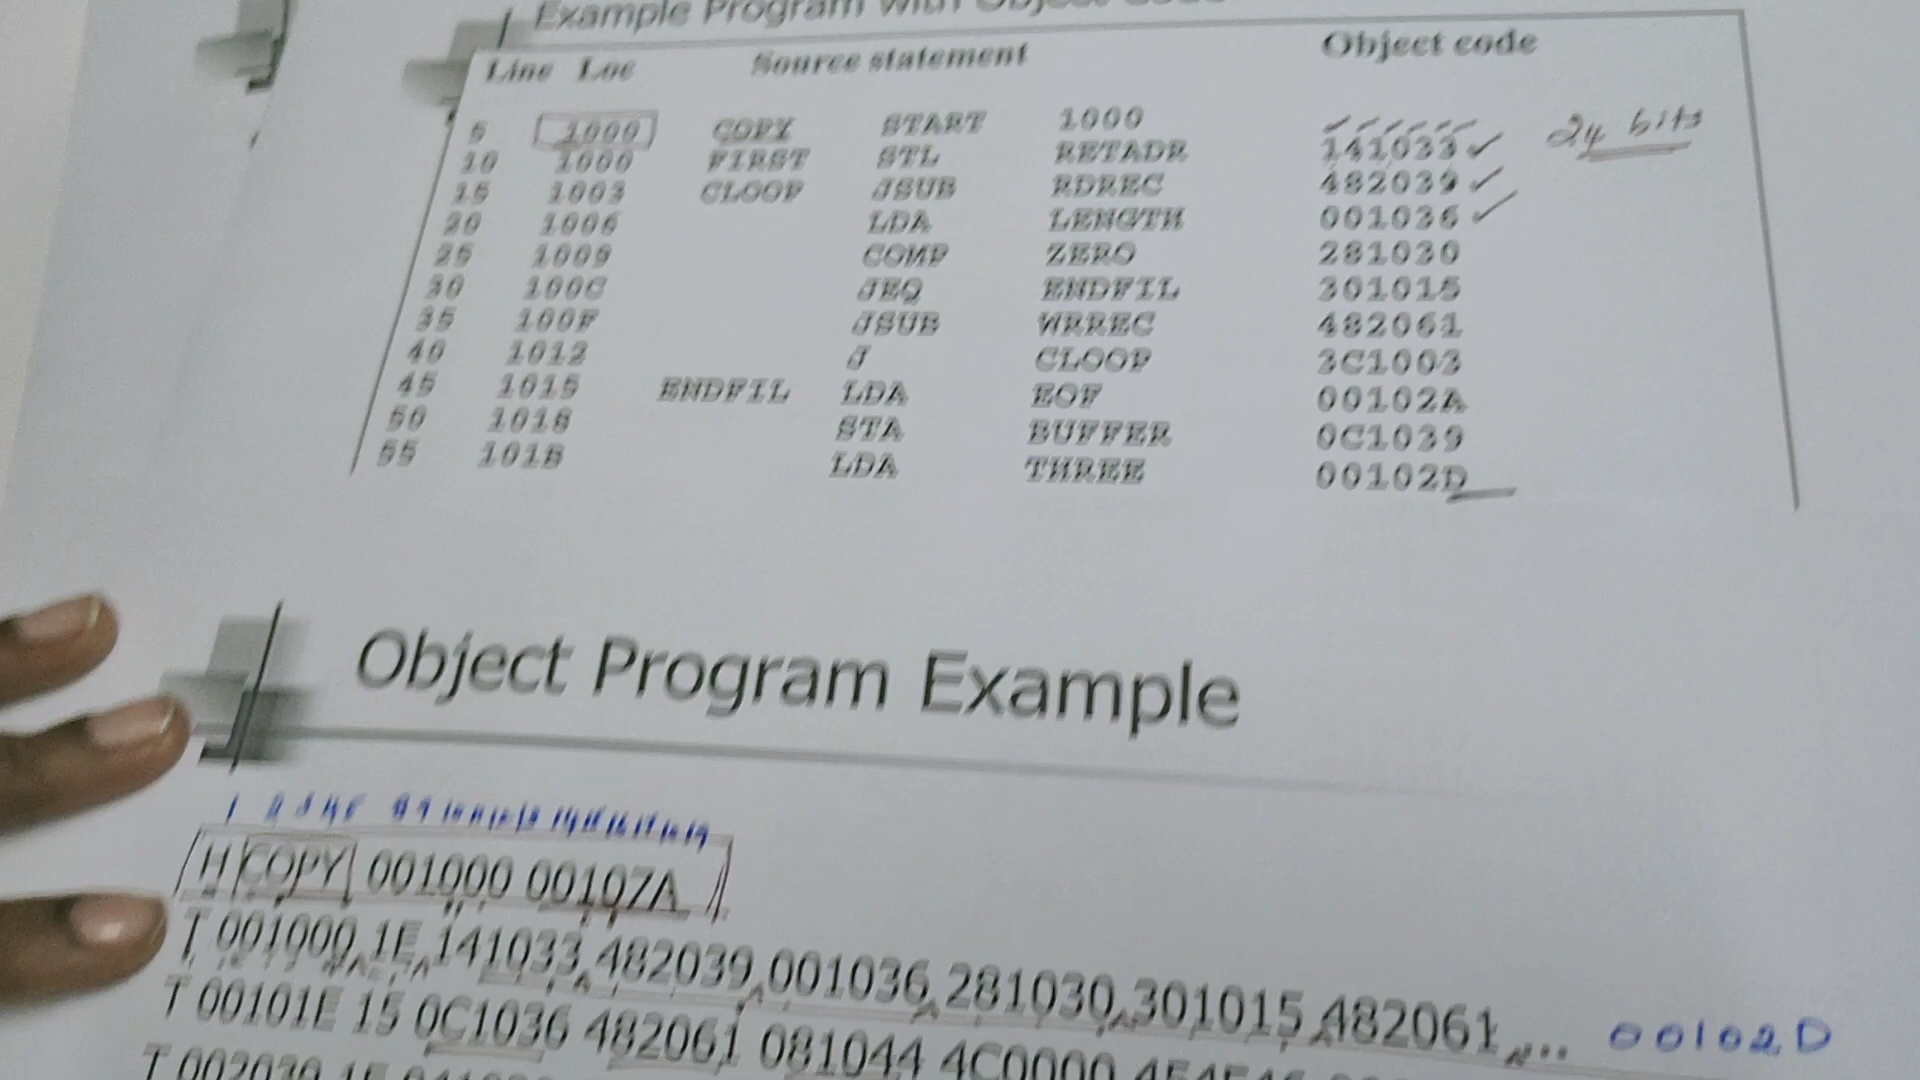 Example Program with Object Code
Line Loc Source statement Object code
5 1000 COPY START 1000
10 1000 FIRST STL RETADR 141033 24 bits
15 1003 CLOOP JSUB RDREC 482039
20 1006 LDA LENGTH 001036
25 1009 COMP ZERO 281030
30 100C JEQ ENDFIL 301015
35 100F JSUB WRREC 482061
40 1012 J CLOOP 3C1003
45 1015 ENDFIL LDA EOF 00102A
50 1018 STA BUFFER 0C1039
55 101B LDA THREE 00102D
Object Program Example
H COPY 001000 00107A
T 001000 1E 141033 482039 001036 281030 301015 482061 ... 00102D
T 00101E 15 0C1036 482061 081044 4C0000